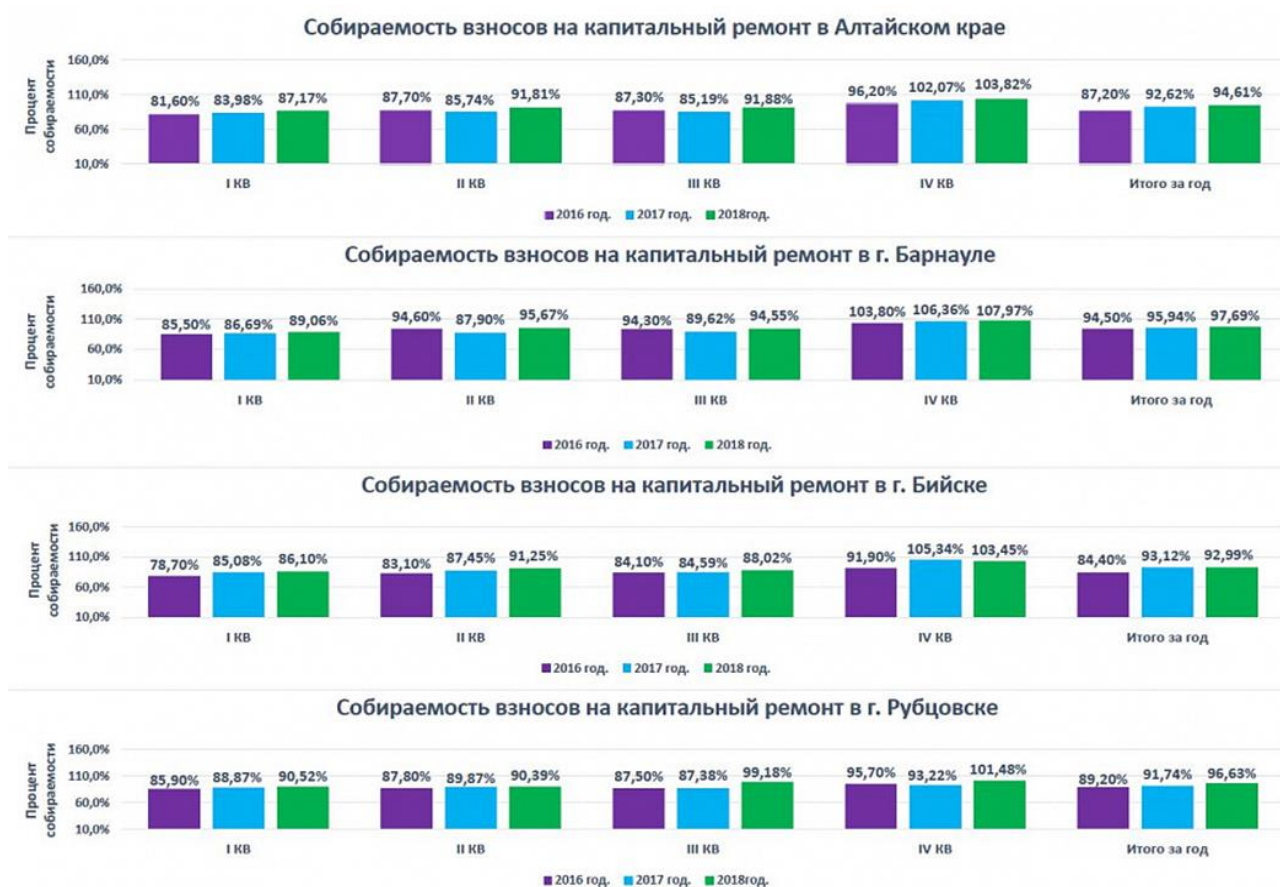 Собираемость взносов на капитальный ремонт в Алтайском крае
Процент
собираемости
160,0%
110,0%
60,0%
10,0%
81,60% 83,98% 87,17%
87,70% 85,74% 91,81%
87,30% 85,19% 91,88%
96,20% 102,07% 103,82%
87,20% 92,62% 94,61%
I КВ II КВ III КВ IV КВ Итого за год
2016 год. 2017 год. 2018год.
Собираемость взносов на капитальный ремонт в г. Барнауле
Процент
собираемости
160,0%
110,0%
60,0%
10,0%
85,50% 86,69% 89,06%
94,60% 87,90% 95,67%
94,30% 89,62% 94,55%
103,80% 106,36% 107,97%
94,50% 95,94% 97,69%
I КВ II КВ III КВ IV КВ Итого за год
2016 год. 2017 год. 2018 год.
Собираемость взносов на капитальный ремонт в г. Бийске
Процент
собираемости
160,0%
110,0%
60,0%
10,0%
78,70% 85,08% 86,10%
83,10% 87,45% 91,25%
84,10% 84,59% 88,02%
91,90% 105,34% 103,45%
84,40% 93,12% 92,99%
I КВ II КВ III КВ IV КВ Итого за год
2016 год. 2017 год. 2018 год.
Собираемость взносов на капитальный ремонт в г. Рубцовске
Процент
собираемости
160,0%
110,0%
60,0%
10,0%
85,90% 88,87% 90,52%
87,80% 89,87% 90,39%
87,50% 87,38% 99,18%
95,70% 93,22% 101,48%
89,20% 91,74% 96,63%
I КВ II КВ III КВ IV КВ Итого за год
2016 год. 2017 год. 2018год.